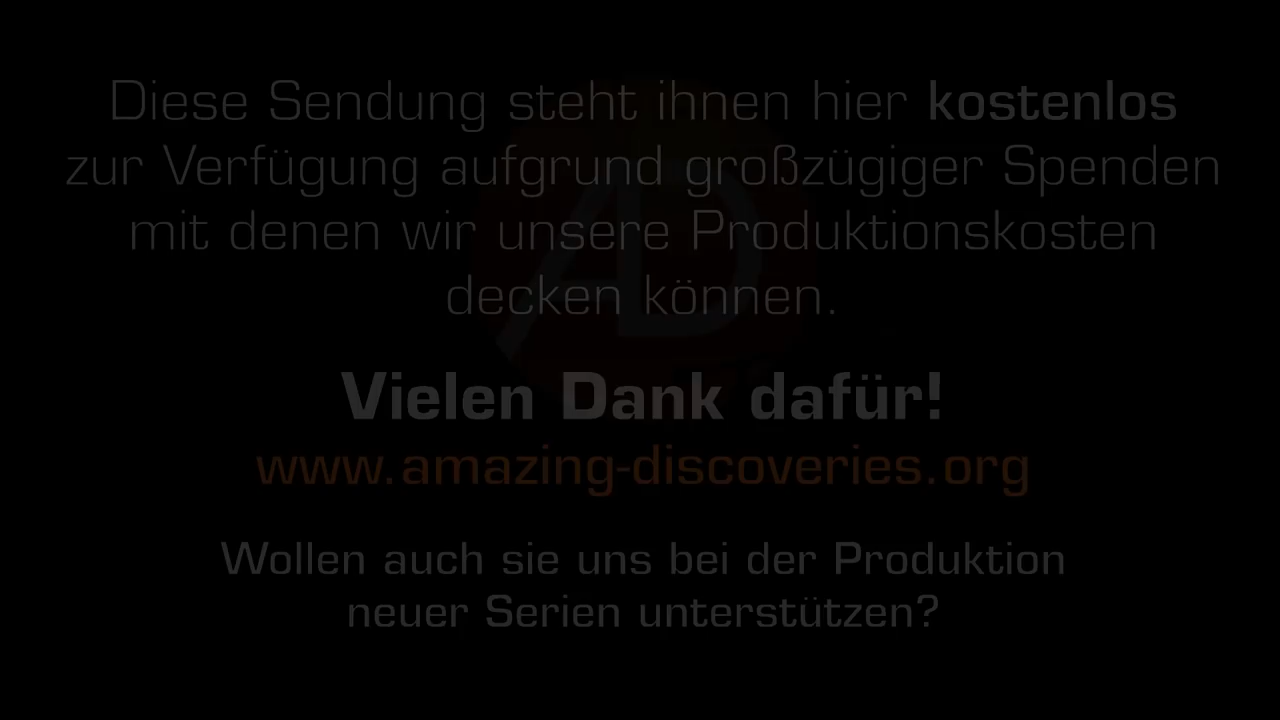 Diese Sendung steht ihnen hier kostenlos
zur Verfügung aufgrund großzügiger Spenden
mit denen wir unsere Produktionskosten
decken können.
Vielen Dank dafür!
www.amazing-discoveries.org
Wollen auch sie uns bei der Produktion
neuer Serien unterstützen?
AD